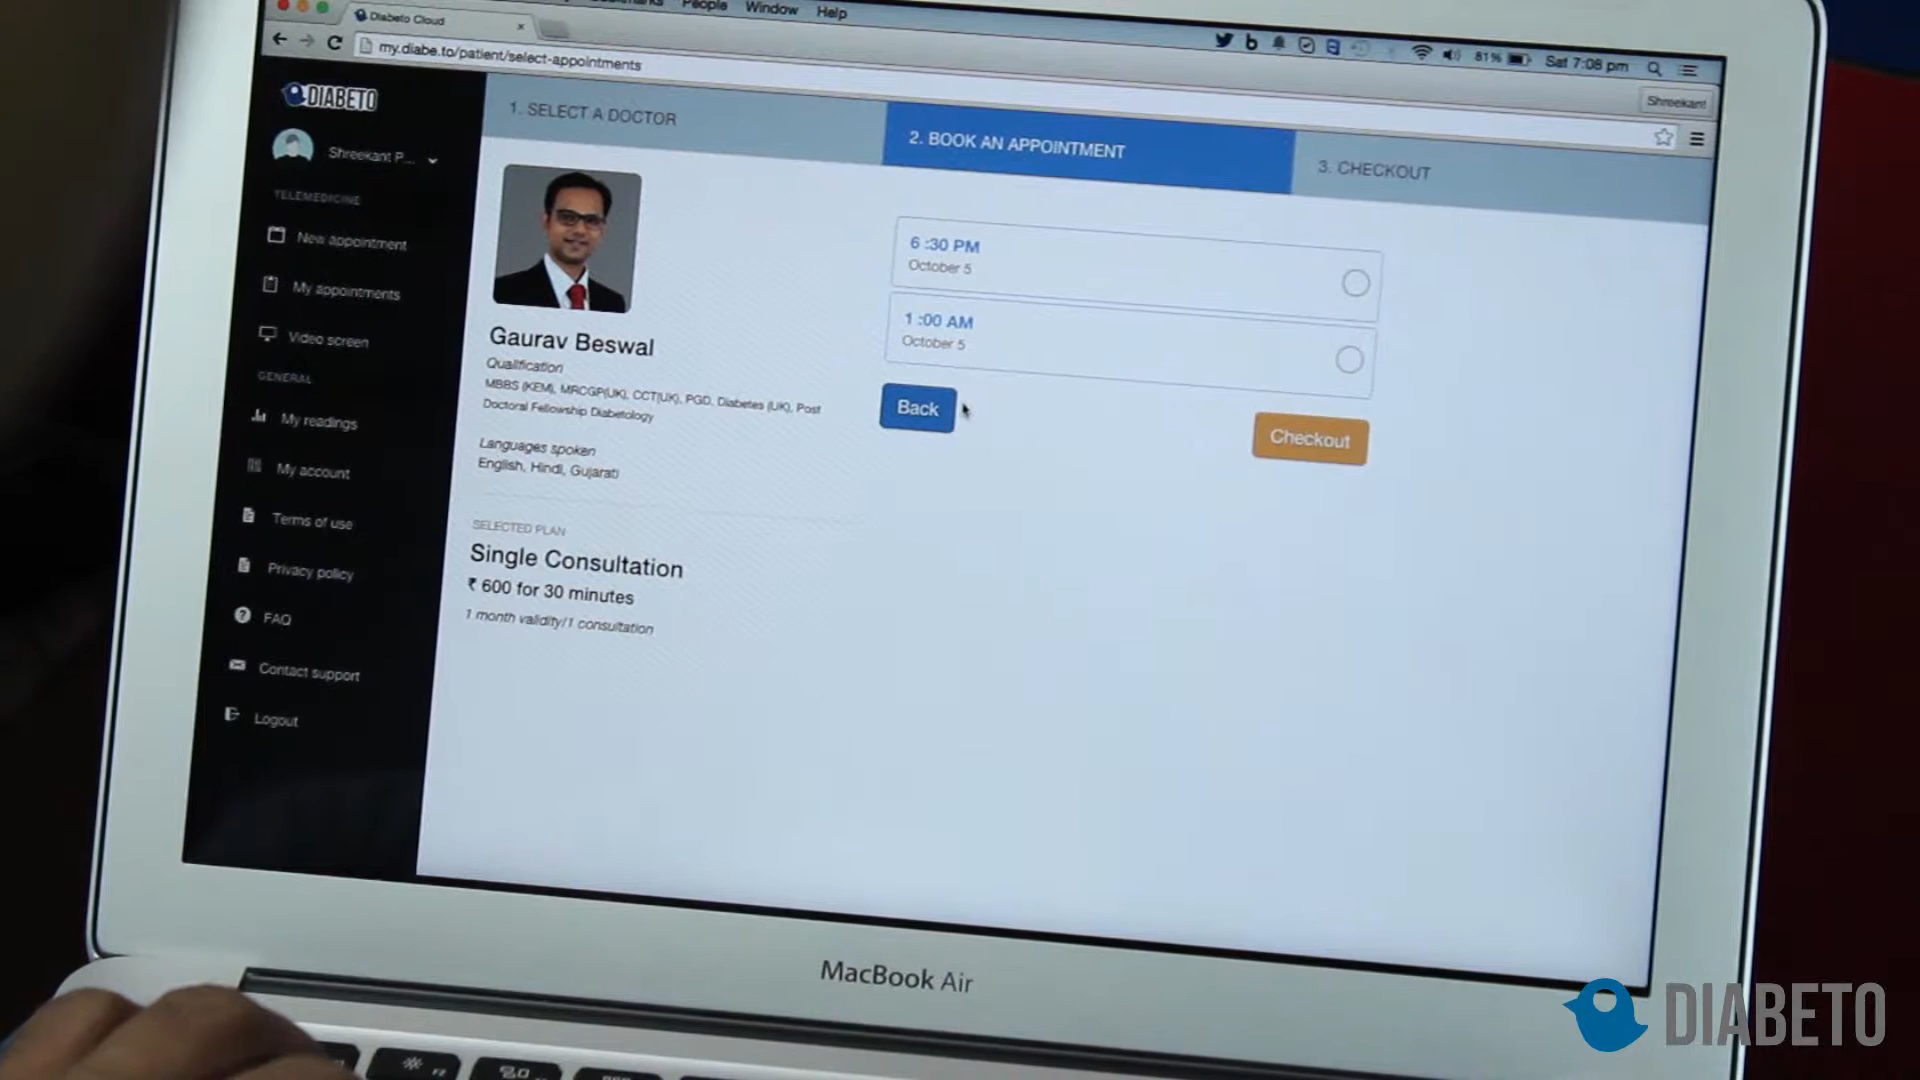 People Window Help
Diabeto Cloud
81% Sat 7:08 pm
my.diabe.to/patient/select-appointments
Shreekant
DIABETO
Shreekant P...
TELEMEDICINE
New appointment
My appointments
Video screen
GENERAL
My readings
My account
Terms of use
Privacy policy
FAQ
Contact support
Logout
1. SELECT A DOCTOR
2. BOOK AN APPOINTMENT
3. CHECKOUT
Gaurav Beswal
Qualification
MBBS (KEM), MRCGP(UK), CCT(UK), PGD, Diabetes (UK), Post
Doctoral Fellowship Diabetology
Languages spoken
English, Hindi, Gujarati
SELECTED PLAN
Single Consultation
₹ 600 for 30 minutes
1 month validity/1 consultation
6 :30 PM
October 5
1 :00 AM
October 5
Back
Checkout
MacBook Air
F2
DIABETO